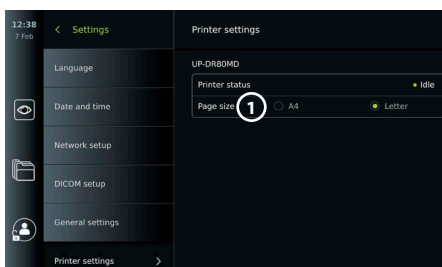 12:38
7 Feb
Settings
Language
Date and time
Network setup
DICOM setup
General settings
Printer settings
Printer settings
UP-DR80MD
Printer status
Idle
Page size
1
A4
Letter